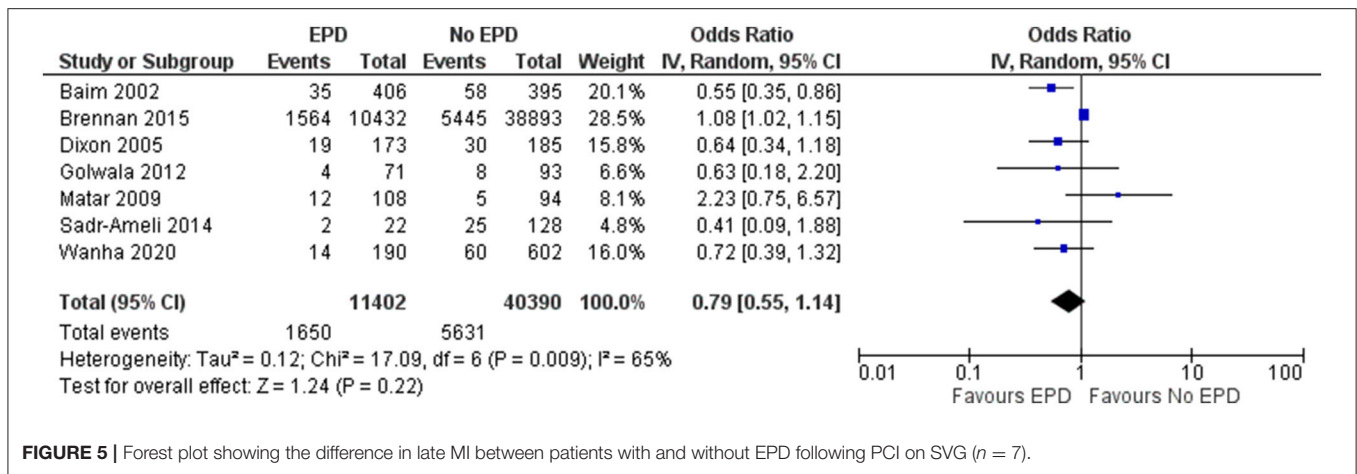 EPD No EPD Odds Ratio Odds Ratio
Study or Subgroup Events Total Events Total Weight IV, Random, 95% CI IV, Random, 95% CI
Baim 2002 35 406 58 395 20.1% 0.55 [0.35, 0.86]
Brennan 2015 1564 10432 5445 38893 28.5% 1.08 [1.02, 1.15]
Dixon 2005 19 173 30 185 15.8% 0.64 [0.34, 1.18]
Golwala 2012 4 71 8 93 6.6% 0.63 [0.18, 2.20]
Matar 2009 12 108 5 94 8.1% 2.23 [0.75, 6.57]
Sadr-Ameli 2014 2 22 25 128 4.8% 0.41 [0.09, 1.88]
Wanha 2020 14 190 60 602 16.0% 0.72 [0.39, 1.32]
Total (95% CI) 11402 40390 100.0% 0.79 [0.55, 1.14]
Total events 1650 5631
Heterogeneity: Tau² = 0.12; Chi² = 17.09, df = 6 (P = 0.009); I² = 65%
Test for overall effect: Z = 1.24 (P = 0.22)
0.01 0.1 1 10 100
Favours EPD Favours No EPD
FIGURE 5 | Forest plot showing the difference in late MI between patients with and without EPD following PCI on SVG (n = 7).